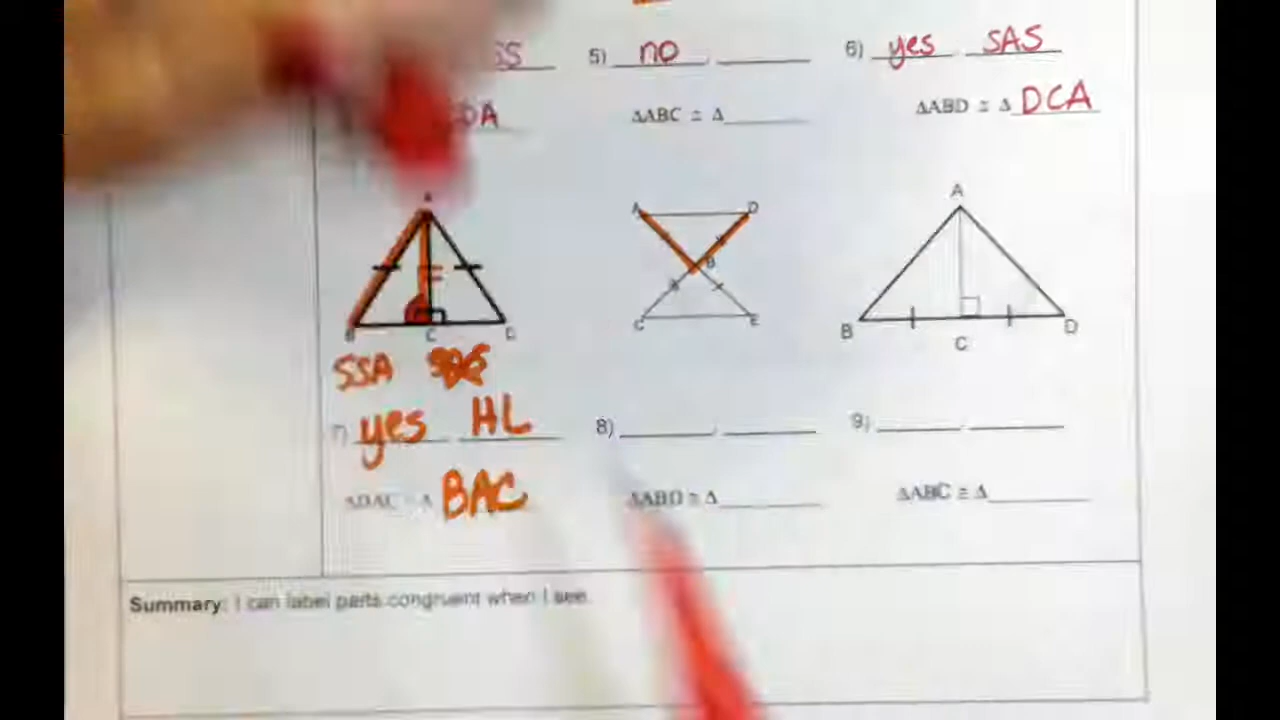 SS 5) no 6) yes SAS
DA ΔABC ≅ Δ ΔABD ≅ Δ DCA
A D A
B
B C D C E B C D
SSA
7) yes HL 8) 9)
ΔDAC ≅ Δ BAC ΔABD ≅ Δ ΔABC ≅ Δ
Summary: I can label parts congruent when I see.